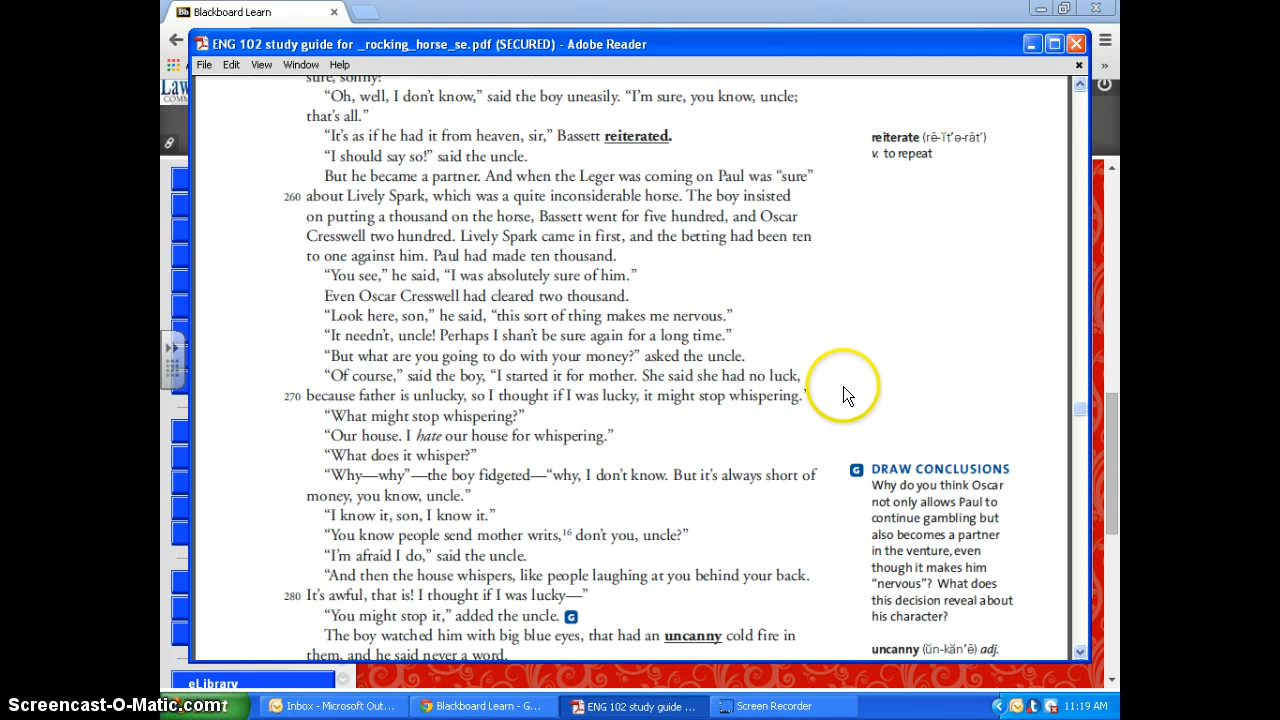 Blackboard Learn
ENG 102 study guide for _rocking_horse_se.pdf (SECURED) - Adobe Reader
File Edit View Window Help
Law
COMM
sure, sonny?”
“Oh, well, I don’t know,” said the boy uneasily. “I’m sure, you know, uncle;
that’s all.”
“It’s as if he had it from heaven, sir,” Bassett reiterated.
“I should say so!” said the uncle.
But he became a partner. And when the Leger was coming on Paul was “sure”
260 about Lively Spark, which was a quite inconsiderable horse. The boy insisted
on putting a thousand on the horse, Bassett went for five hundred, and Oscar
Cresswell two hundred. Lively Spark came in first, and the betting had been ten
to one against him. Paul had made ten thousand.
“You see,” he said, “I was absolutely sure of him.”
Even Oscar Cresswell had cleared two thousand.
“Look here, son,” he said, “this sort of thing makes me nervous.”
“It needn’t, uncle! Perhaps I shan’t be sure again for a long time.”
“But what are you going to do with your money?” asked the uncle.
“Of course,” said the boy, “I started it for mother. She said she had no luck,
270 because father is unlucky, so I thought if I was lucky, it might stop whispering.”
“What might stop whispering?”
“Our house. I hate our house for whispering.”
“What does it whisper?”
“Why—why”—the boy fidgeted—“why, I don’t know. But it’s always short of
money, you know, uncle.”
“I know it, son, I know it.”
“You know people send mother writs,16 don’t you, uncle?”
“I’m afraid I do,” said the uncle.
“And then the house whispers, like people laughing at you behind your back.
280 It’s awful, that is! I thought if I was lucky—”
“You might stop it,” added the uncle. G
The boy watched him with big blue eyes, that had an uncanny cold fire in
them, and he said never a word.
reiterate (rē-ĭt′ə-rāt′)
v. to repeat
G DRAW CONCLUSIONS
Why do you think Oscar
not only allows Paul to
continue gambling but
also becomes a partner
in the venture, even
though it makes him
“nervous”? What does
this decision reveal about
his character?
uncanny (ŭn-kăn′ē) adj.
eLibrary
Inbox - Microsoft Out...
Blackboard Learn - G...
ENG 102 study guide ...
Screen Recorder
11:19 AM
Screencast-O-Matic.com